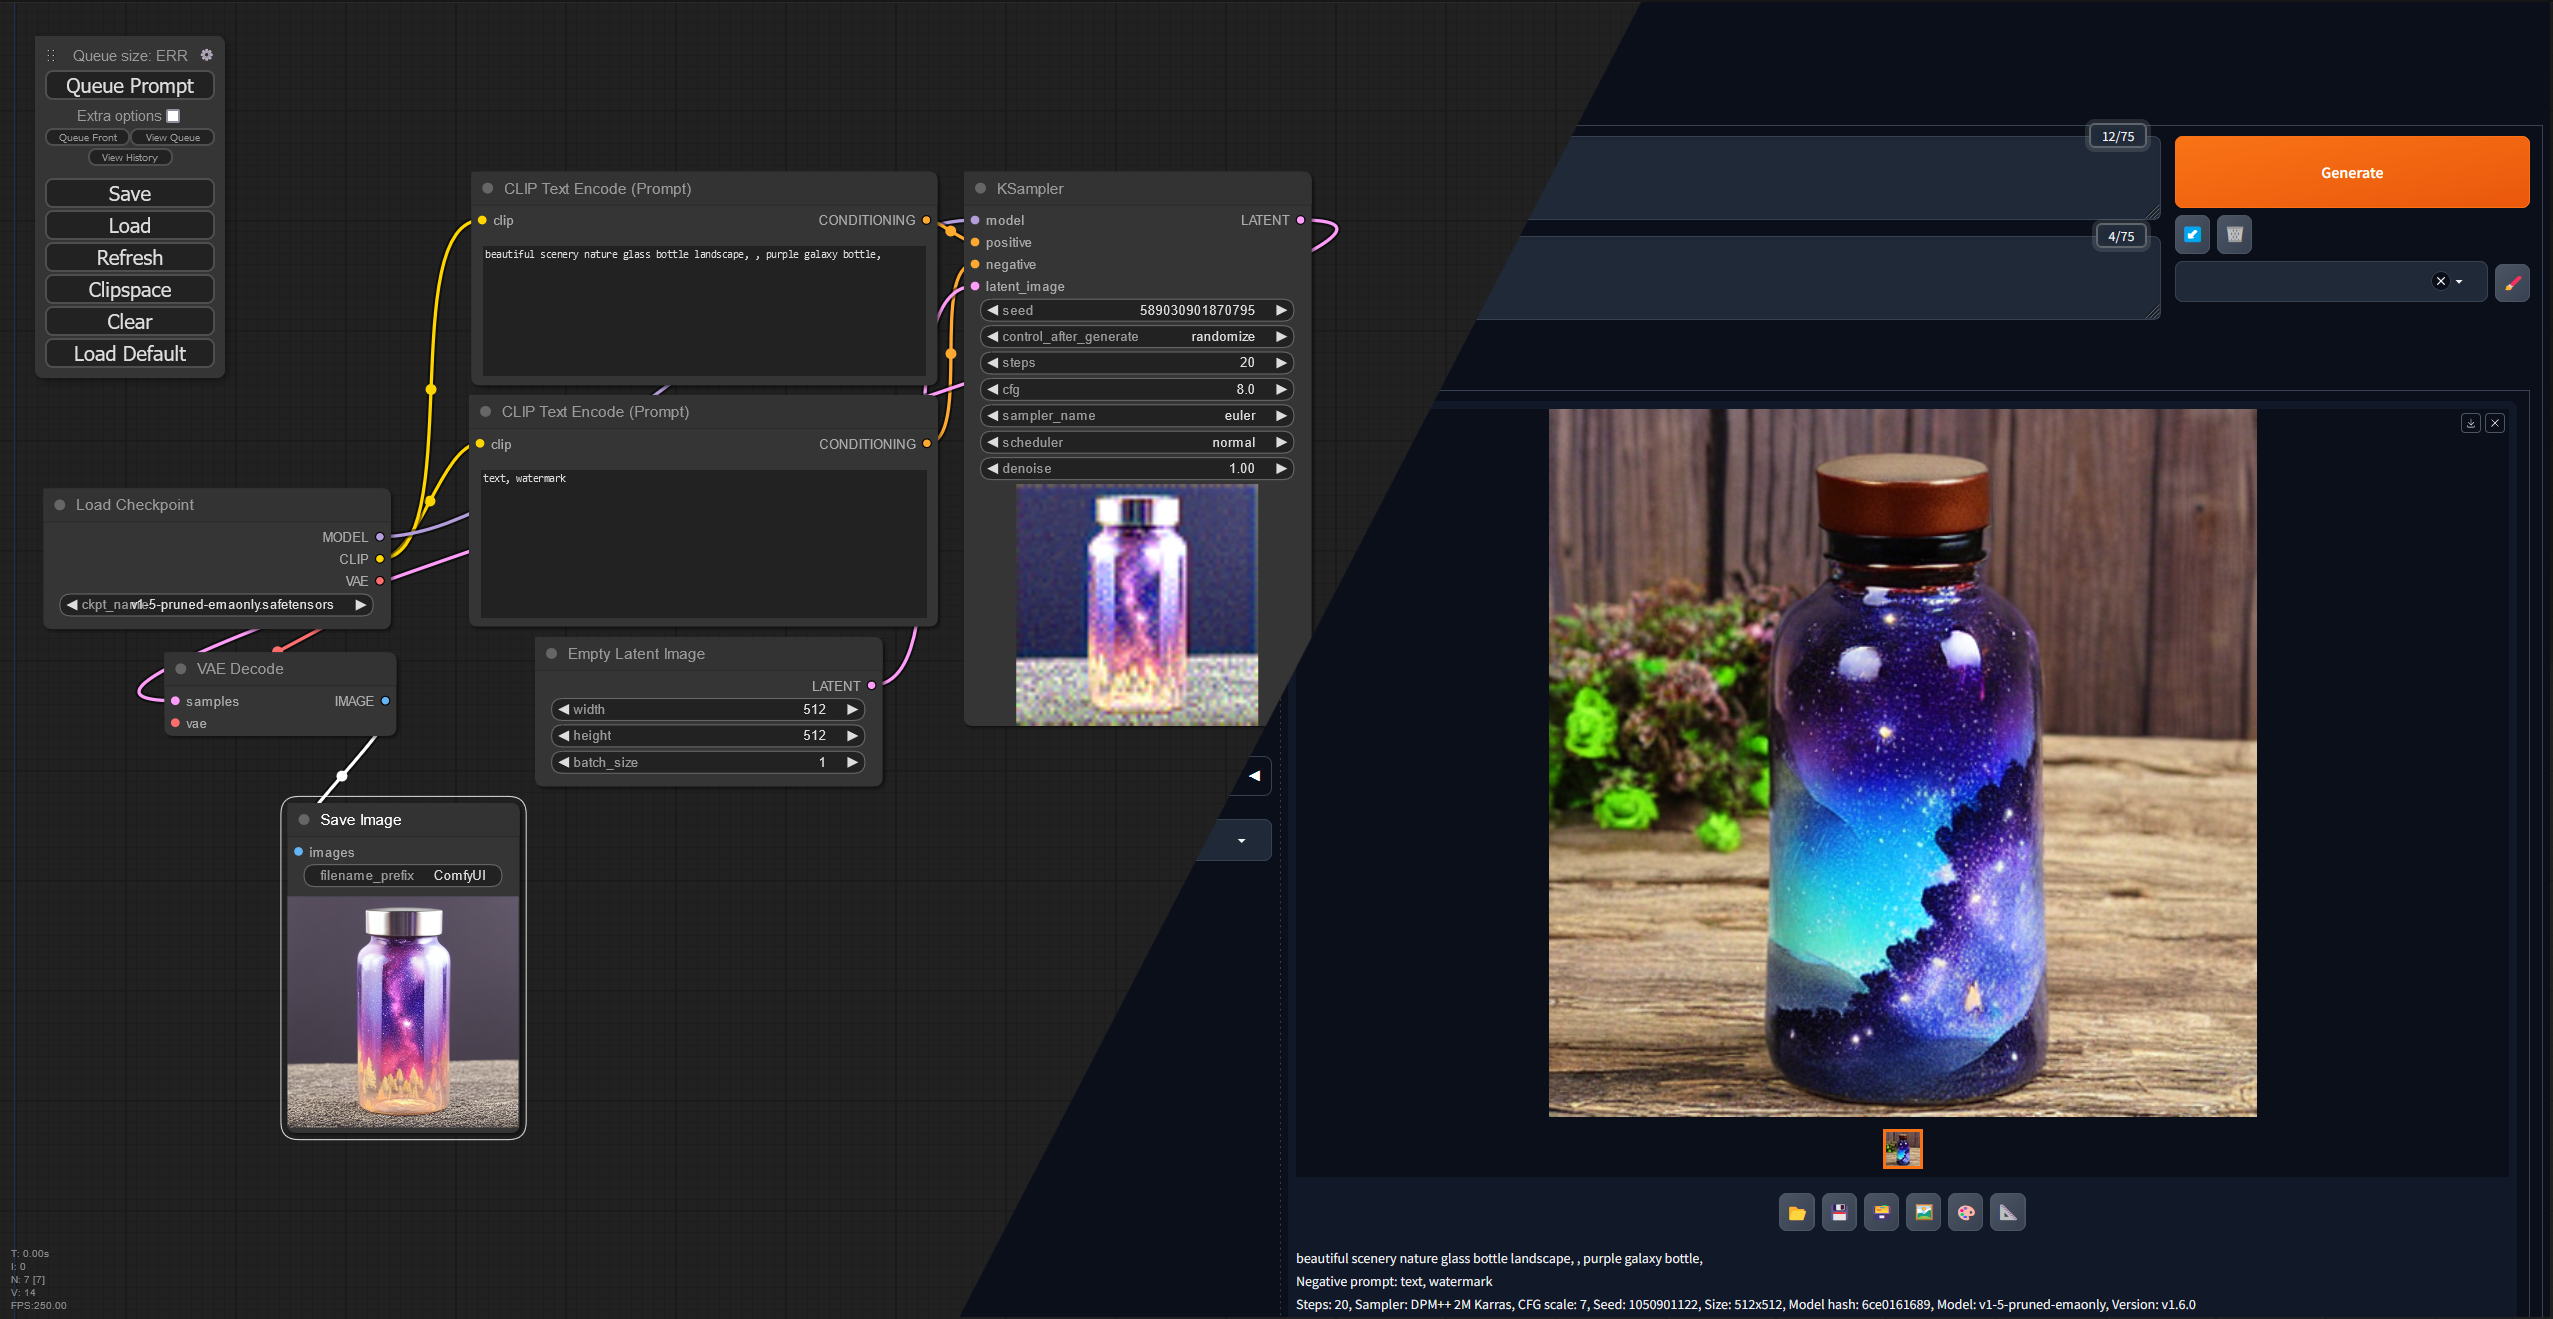 Queue size: ERR
Queue Prompt
Extra options
Queue Front View Queue
View History
Save
Load
Refresh
Clipspace
Clear
Load Default
CLIP Text Encode (Prompt)
clip CONDITIONING
beautiful scenery nature glass bottle landscape, , purple galaxy bottle,
CLIP Text Encode (Prompt)
clip CONDITIONING
text, watermark
Load Checkpoint
MODEL
CLIP
VAE
ckpt_name v1-5-pruned-emaonly.safetensors
VAE Decode
samples IMAGE
vae
Save Image
images
filename_prefix ComfyUI
Empty Latent Image
LATENT
width 512
height 512
batch_size 1
KSampler
model LATENT
positive
negative
latent_image
seed 589030901870795
control_after_generate randomize
steps 20
cfg 8.0
sampler_name euler
scheduler normal
denoise 1.00
T: 0.00s
I: 0
N: 7 [7]
V: 14
FPS:250.00
12/75
Generate
4/75
beautiful scenery nature glass bottle landscape, , purple galaxy bottle,
Negative prompt: text, watermark
Steps: 20, Sampler: DPM++ 2M Karras, CFG scale: 7, Seed: 1050901122, Size: 512x512, Model hash: 6ce0161689, Model: v1-5-pruned-emaonly, Version: v1.6.0